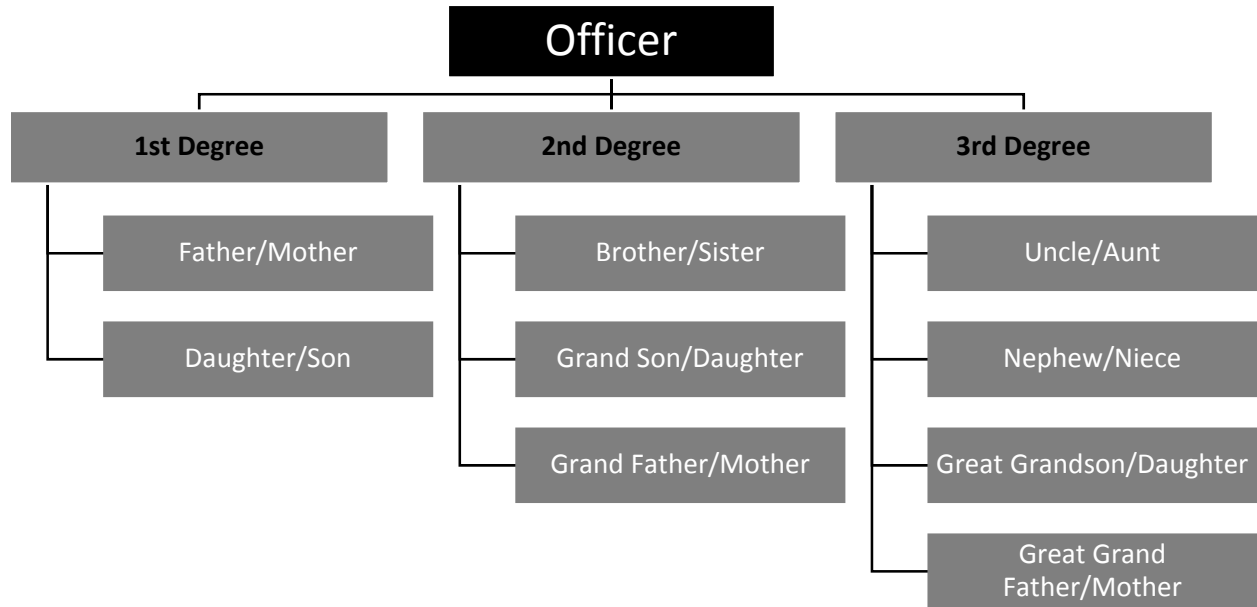 Officer
1st Degree
2nd Degree
3rd Degree
Father/Mother
Brother/Sister
Uncle/Aunt
Daughter/Son
Grand Son/Daughter
Nephew/Niece
Grand Father/Mother
Great Grandson/Daughter
Great Grand
Father/Mother